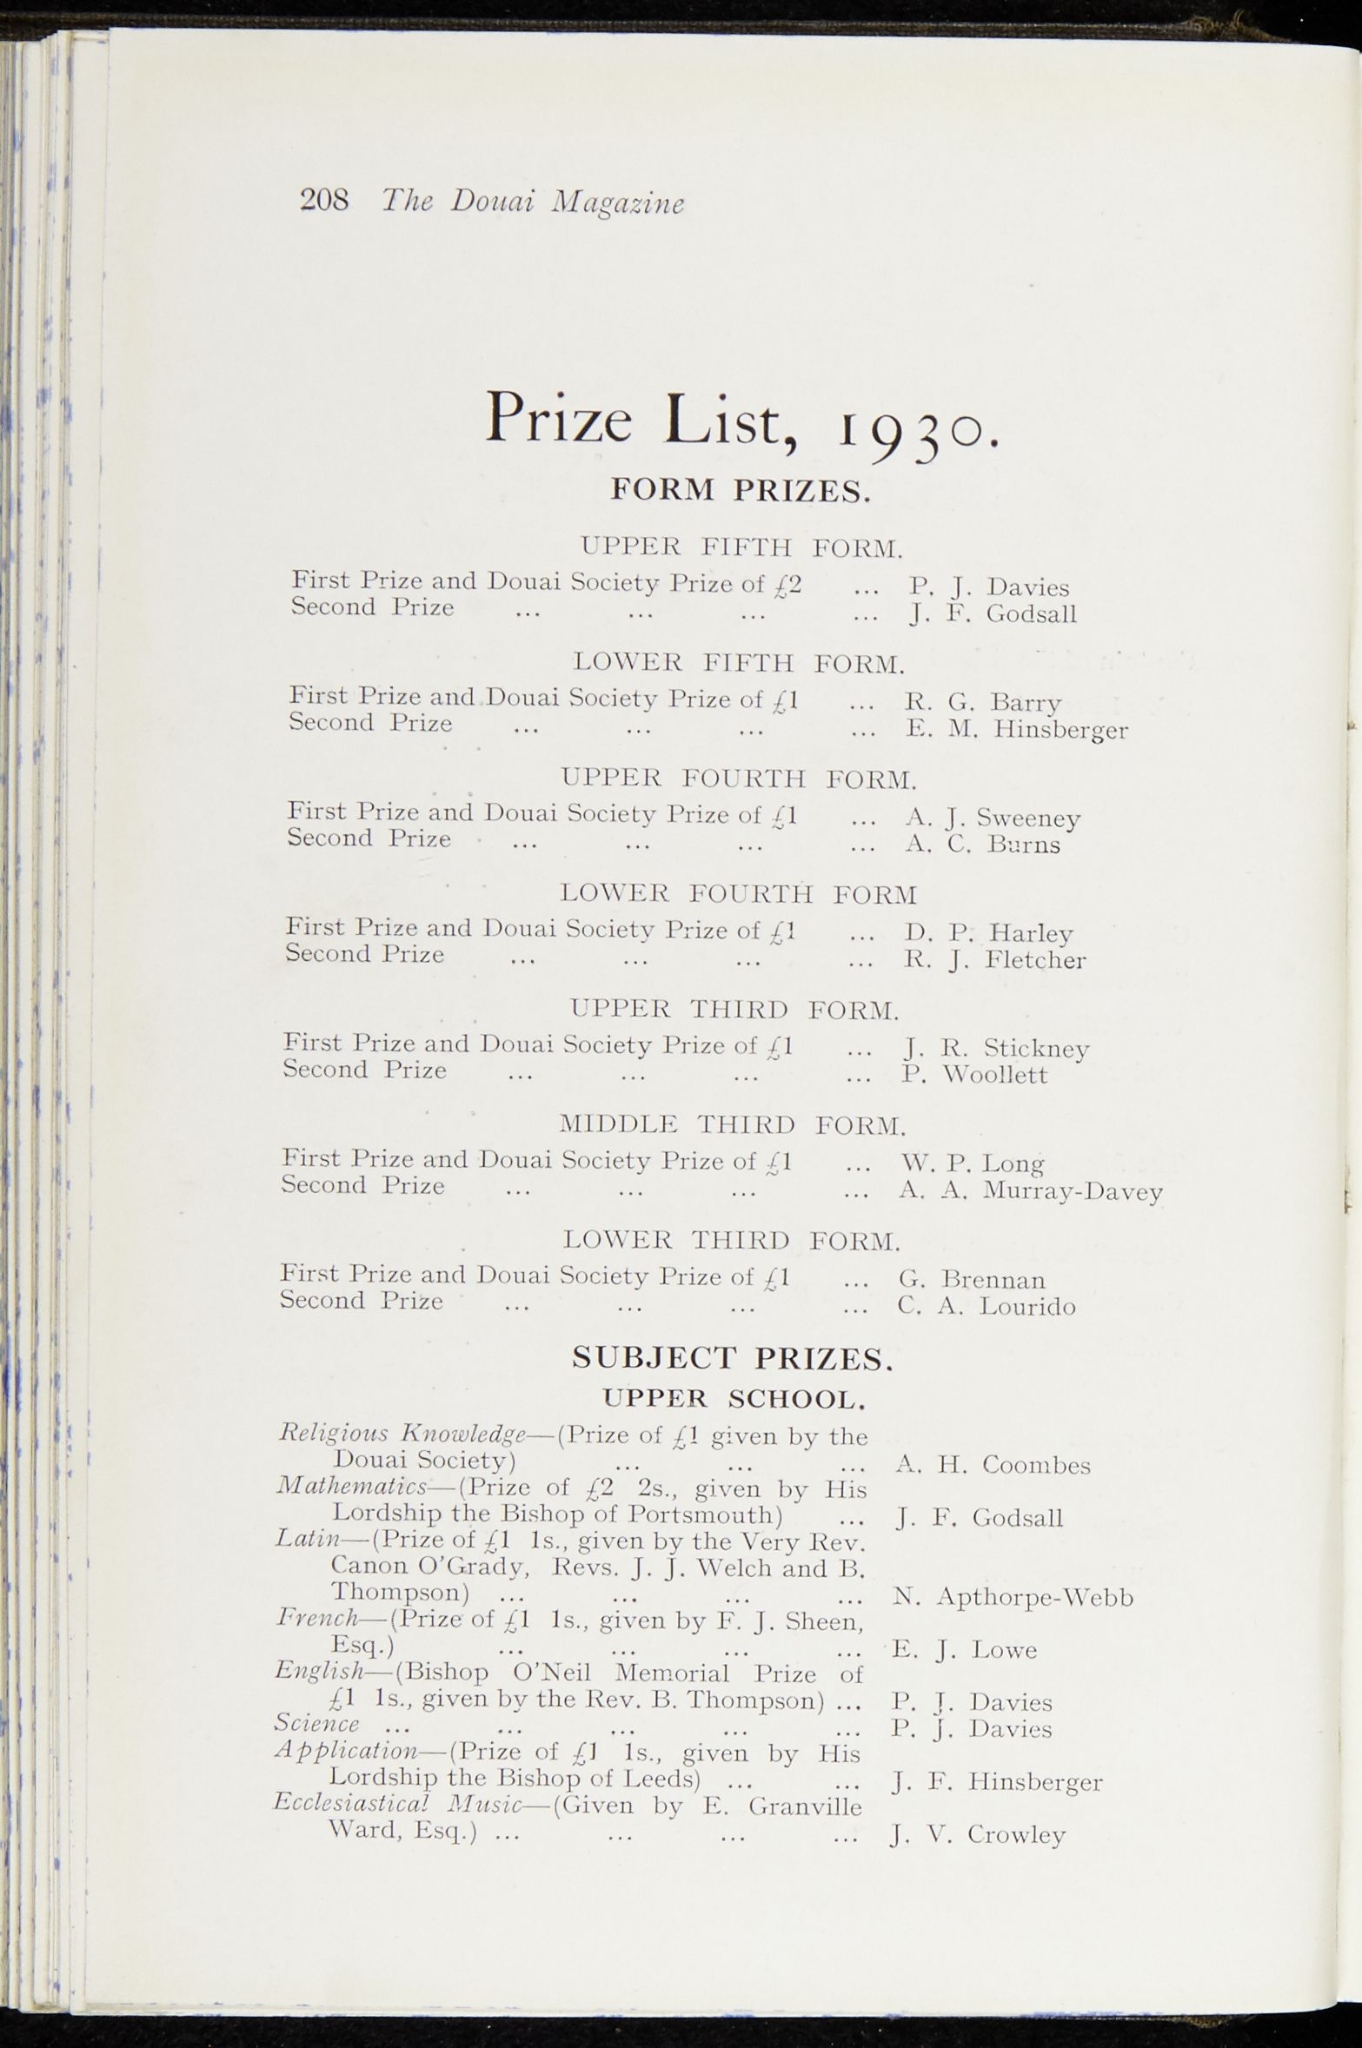 208 The Douai Magazine
Prize List, 1930.
FORM PRIZES.
UPPER FIFTH FORM.
First Prize and Douai Society Prize of £2 ... P. J. Davies
Second Prize ... ... ... ... J. F. Godsall
LOWER FIFTH FORM.
First Prize and Douai Society Prize of £1 ... R. G. Barry
Second Prize ... ... ... ... E. M. Hinsberger
UPPER FOURTH FORM.
First Prize and Douai Society Prize of £1 ... A. J. Sweeney
Second Prize ... ... ... ... A. C. Burns
LOWER FOURTH FORM
First Prize and Douai Society Prize of £1 ... D. P. Harley
Second Prize ... ... ... ... R. J. Fletcher
UPPER THIRD FORM.
First Prize and Douai Society Prize of £1 ... J. R. Stickney
Second Prize ... ... ... ... P. Woollett
MIDDLE THIRD FORM.
First Prize and Douai Society Prize of £1 ... W. P. Long
Second Prize ... ... ... ... A. A. Murray-Davey
LOWER THIRD FORM.
First Prize and Douai Society Prize of £1 ... G. Brennan
Second Prize ... ... ... ... C. A. Lourido
SUBJECT PRIZES.
UPPER SCHOOL.
Religious Knowledge—(Prize of £1 given by the
Douai Society) ... ... ... A. H. Coombes
Mathematics—(Prize of £2 2s., given by His
Lordship the Bishop of Portsmouth) ... J. F. Godsall
Latin—(Prize of £1 1s., given by the Very Rev.
Canon O'Grady, Revs. J. J. Welch and B.
Thompson) ... ... ... ... N. Apthorpe-Webb
French—(Prize of £1 1s., given by F. J. Sheen,
Esq.) ... ... ... ... E. J. Lowe
English—(Bishop O'Neil Memorial Prize of
£1 1s., given by the Rev. B. Thompson) ... P. J. Davies
Science ... ... ... ... ... P. J. Davies
Application—(Prize of £1 1s., given by His
Lordship the Bishop of Leeds) ... ... J. F. Hinsberger
Ecclesiastical Music—(Given by E. Granville
Ward, Esq.) ... ... ... ... J. V. Crowley